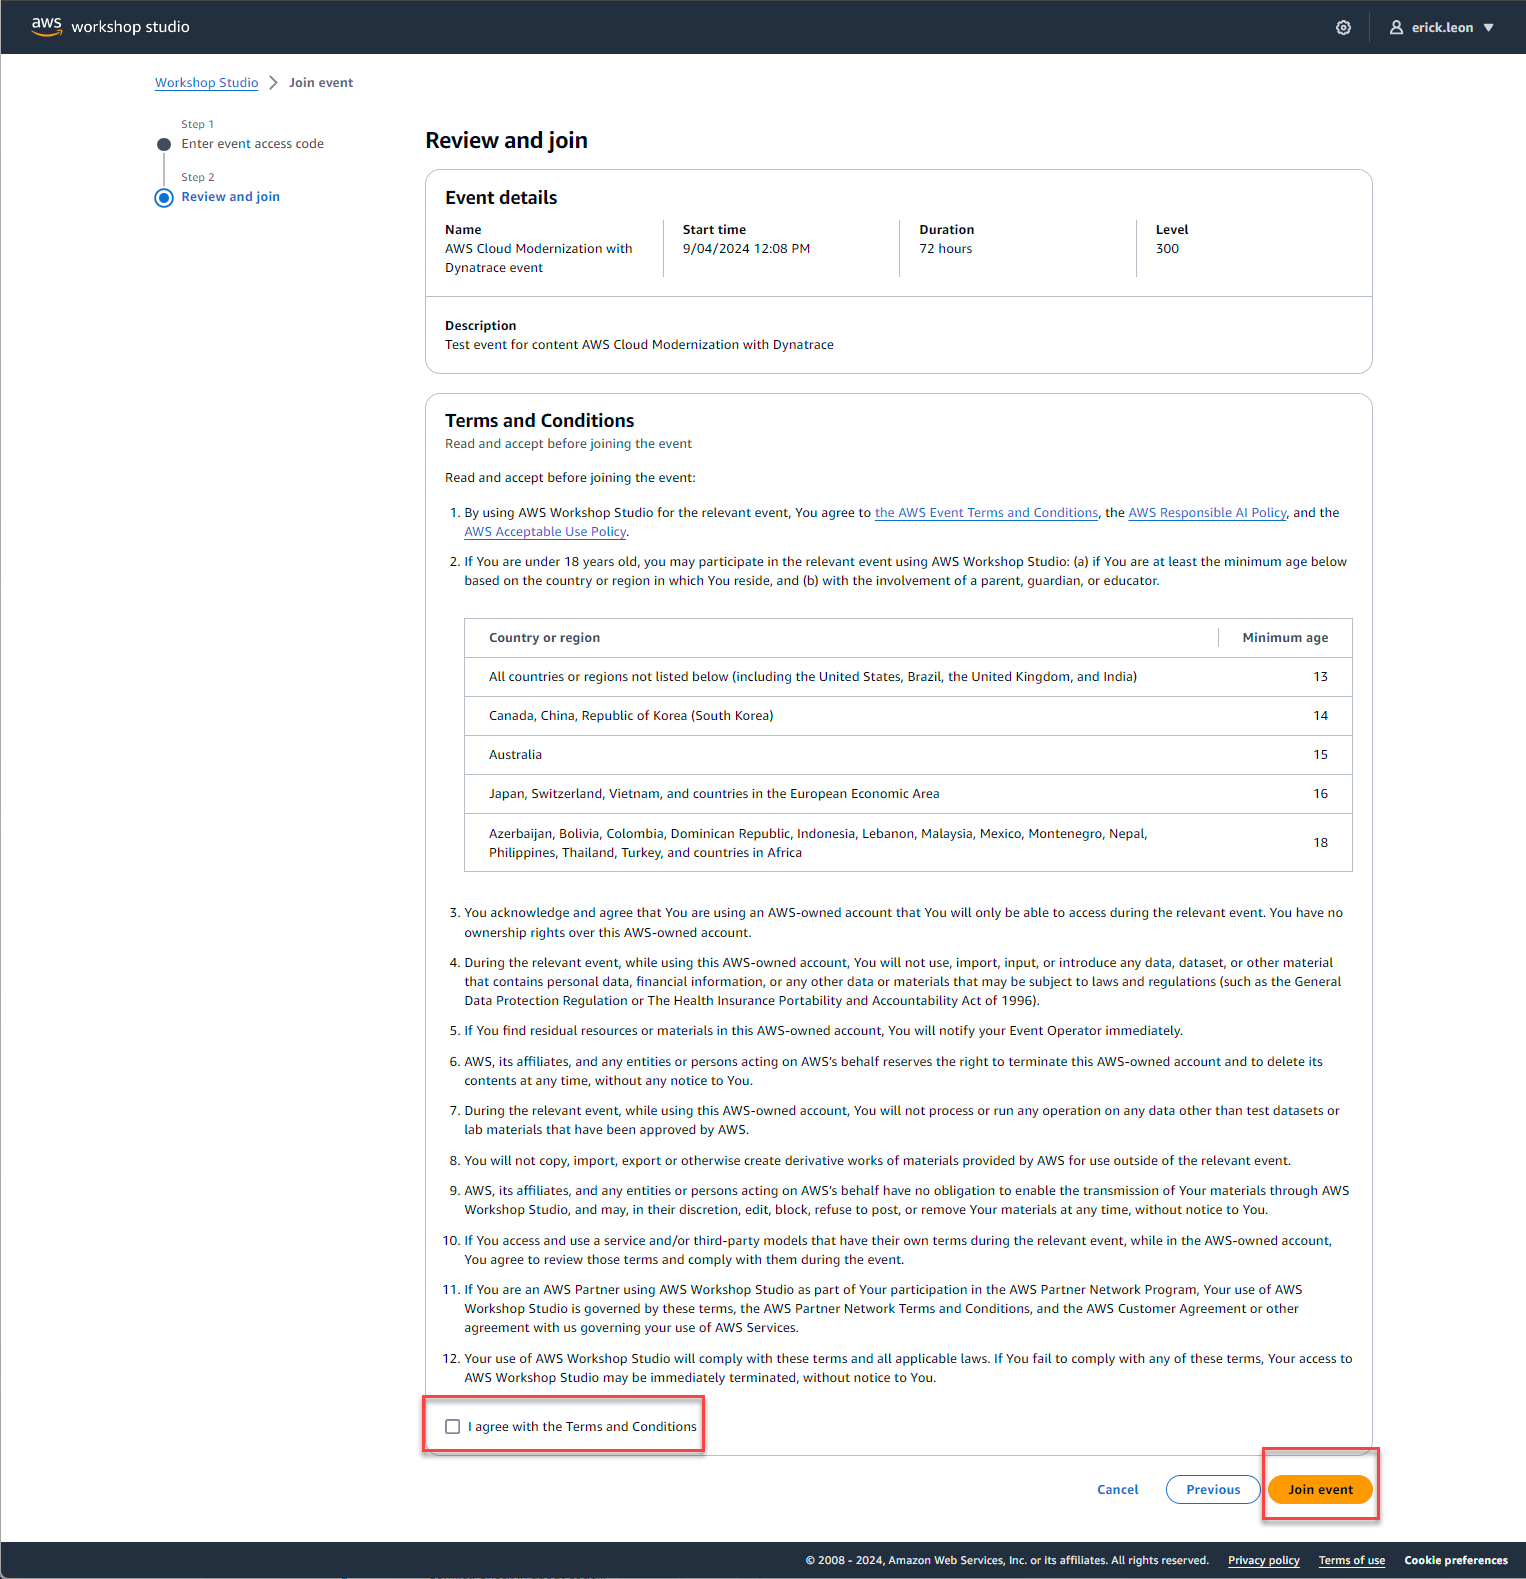 aws workshop studio
erick.leon
Workshop Studio
Join event
Step 1
Enter event access code
Step 2
Review and join
Review and join
Event details
Name
AWS Cloud Modernization with
Dynatrace event
Start time
9/04/2024 12:08 PM
Duration
72 hours
Level
300
Description
Test event for content AWS Cloud Modernization with Dynatrace
Terms and Conditions
Read and accept before joining the event
Read and accept before joining the event:
1. By using AWS Workshop Studio for the relevant event, You agree to the AWS Event Terms and Conditions, the AWS Responsible AI Policy, and the
AWS Acceptable Use Policy.
2. If You are under 18 years old, you may participate in the relevant event using AWS Workshop Studio: (a) if You are at least the minimum age below
based on the country or region in which You reside, and (b) with the involvement of a parent, guardian, or educator.
Country or region
Minimum age
All countries or regions not listed below (including the United States, Brazil, the United Kingdom, and India)
13
Canada, China, Republic of Korea (South Korea)
14
Australia
15
Japan, Switzerland, Vietnam, and countries in the European Economic Area
16
Azerbaijan, Bolivia, Colombia, Dominican Republic, Indonesia, Lebanon, Malaysia, Mexico, Montenegro, Nepal,
Philippines, Thailand, Turkey, and countries in Africa
18
3. You acknowledge and agree that You are using an AWS-owned account that You will only be able to access during the relevant event. You have no
ownership rights over this AWS-owned account.
4. During the relevant event, while using this AWS-owned account, You will not use, import, input, or introduce any data, dataset, or other material
that contains personal data, financial information, or any other data or materials that may be subject to laws and regulations (such as the General
Data Protection Regulation or The Health Insurance Portability and Accountability Act of 1996).
5. If You find residual resources or materials in this AWS-owned account, You will notify your Event Operator immediately.
6. AWS, its affiliates, and any entities or persons acting on AWS's behalf reserves the right to terminate this AWS-owned account and to delete its
contents at any time, without any notice to You.
7. During the relevant event, while using this AWS-owned account, You will not process or run any operation on any data other than test datasets or
lab materials that have been approved by AWS.
8. You will not copy, import, export or otherwise create derivative works of materials provided by AWS for use outside of the relevant event.
9. AWS, its affiliates, and any entities or persons acting on AWS's behalf have no obligation to enable the transmission of Your materials through AWS
Workshop Studio, and may, in their discretion, edit, block, refuse to post, or remove Your materials at any time, without notice to You.
10. If You access and use a service and/or third-party models that have their own terms during the relevant event, while in the AWS-owned account,
You agree to review those terms and comply with them during the event.
11. If You are an AWS Partner using AWS Workshop Studio as part of Your participation in the AWS Partner Network Program, Your use of AWS
Workshop Studio is governed by these terms, the AWS Partner Network Terms and Conditions, and the AWS Customer Agreement or other
agreement with us governing your use of AWS Services.
12. Your use of AWS Workshop Studio will comply with these terms and all applicable laws. If You fail to comply with any of these terms, Your access to
AWS Workshop Studio may be immediately terminated, without notice to You.
I agree with the Terms and Conditions
Cancel
Previous
Join event
© 2008 - 2024, Amazon Web Services, Inc. or its affiliates. All rights reserved.
Privacy policy
Terms of use
Cookie preferences